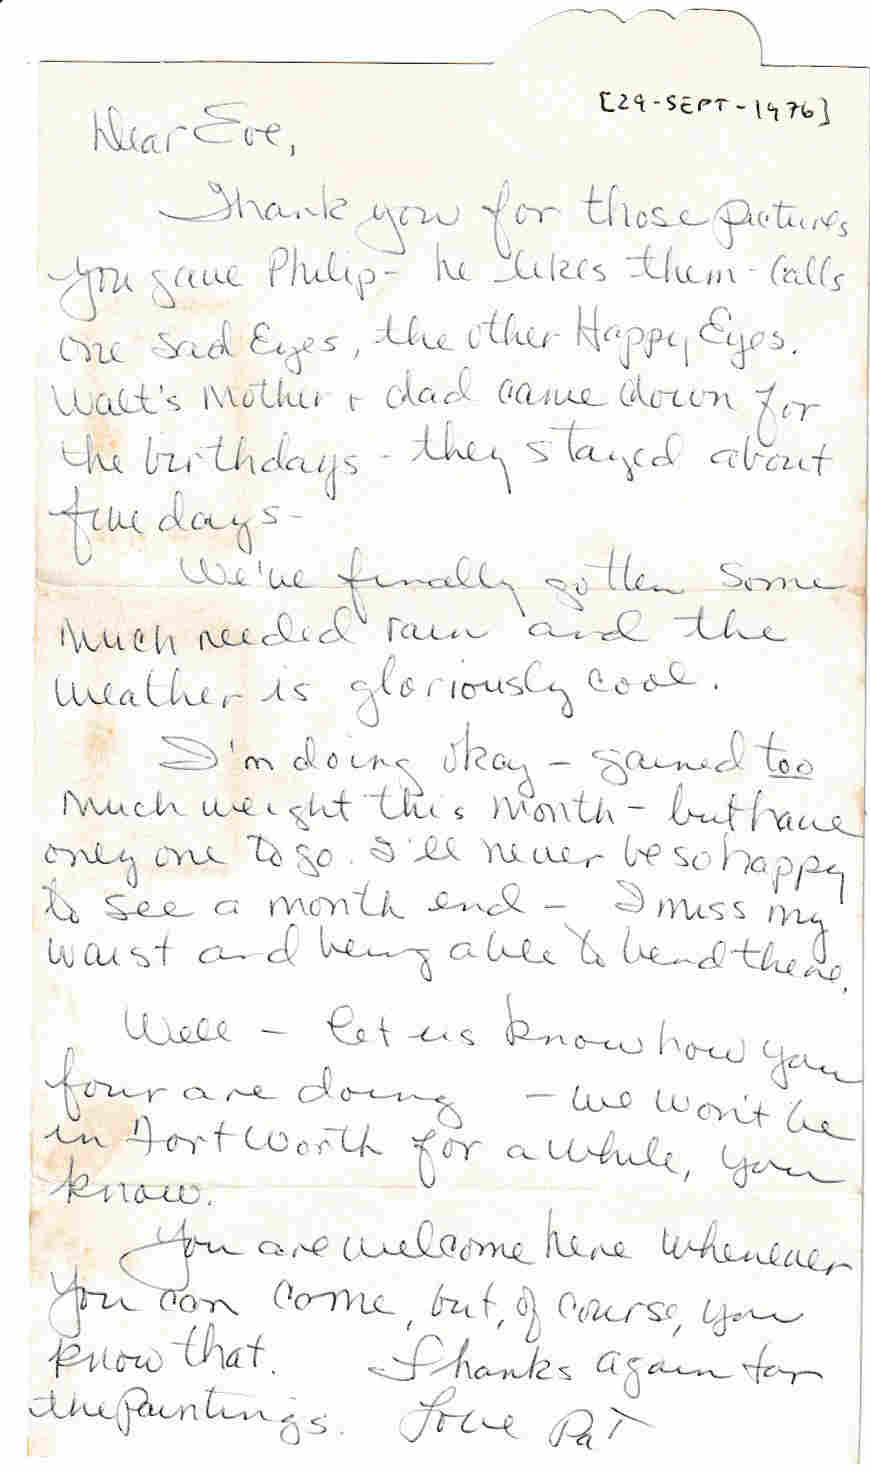 [29-SEPT-1976]
Dear Eve,
Thank you for those pictures
you gave Philip - he likes them - Calls
one Sad Eyes, the other Happy Eyes.
Walt's Mother + dad came down for
the birthdays - they stayed about
five days -
We've finally gotten some
much needed rain and the
weather is gloriously cool.
I'm doing okay - gained too
much weight this month - but have
only one to go. I'll never be so happy
to see a month end - I miss my
waist and being able to bend there.
Well - let us know how you
four are doing - we won't be
in Fort Worth for a while, you
know.
You are welcome here whenever
you can come, but, of course, you
know that. Thanks again for
the paintings. Love Pat